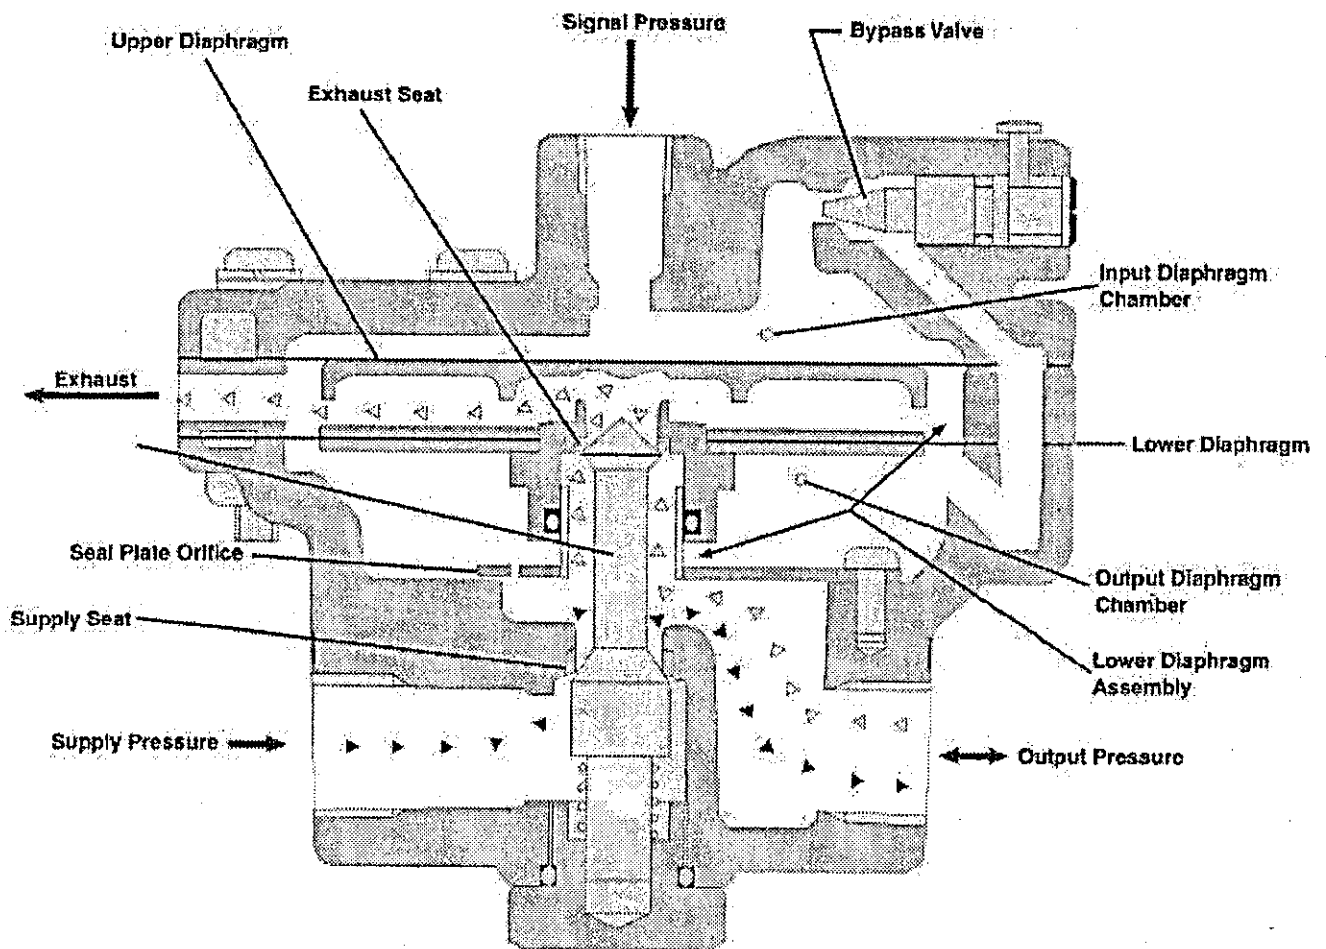 Signal Pressure
Bypass Valve
Upper Diaphragm
Exhaust Seat
Input Diaphragm
Chamber
Exhaust
Lower Diaphragm
Seal Plate Orifice
Output Diaphragm
Chamber
Supply Seat
Lower Diaphragm
Assembly
Supply Pressure
Output Pressure